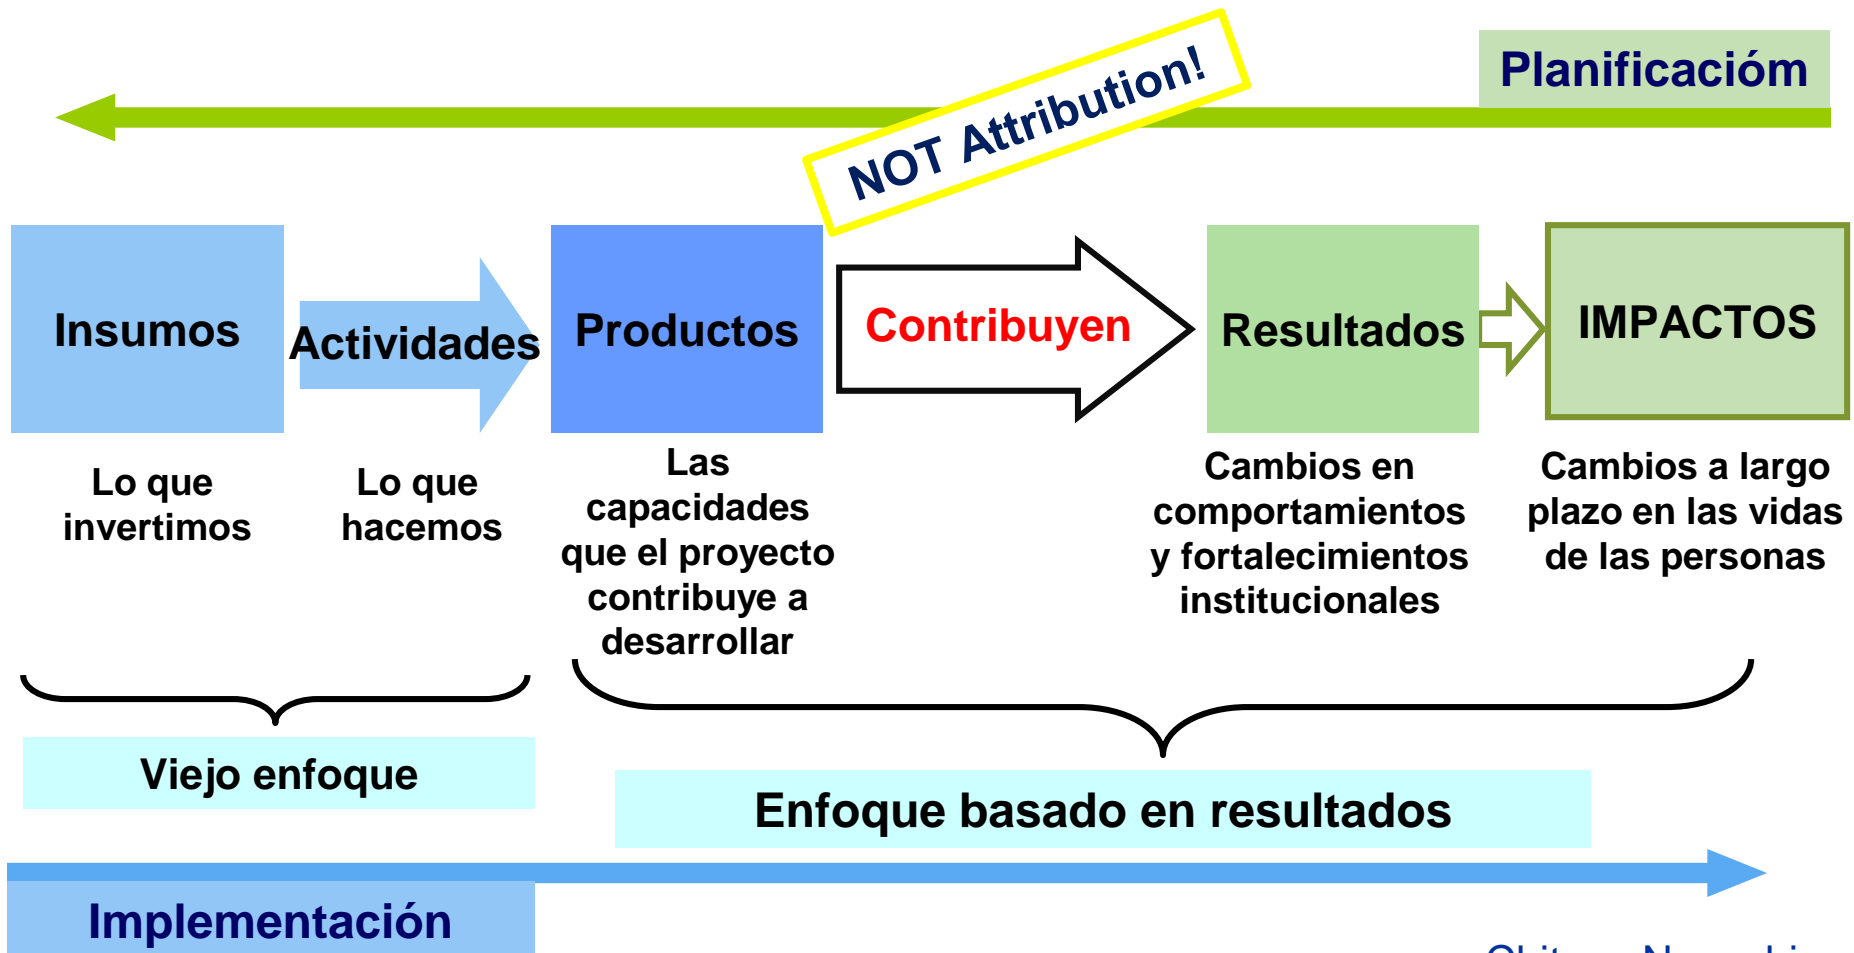 Planificacióm
NOT Attribution!
Insumos
Actividades
Productos
Contribuyen
Resultados
IMPACTOS
Lo que
invertimos
Lo que
hacemos
Las
capacidades
que el proyecto
contribuye a
desarrollar
Cambios en
comportamientos
y fortalecimientos
institucionales
Cambios a largo
plazo en las vidas
de las personas
Viejo enfoque
Enfoque basado en resultados
Implementación